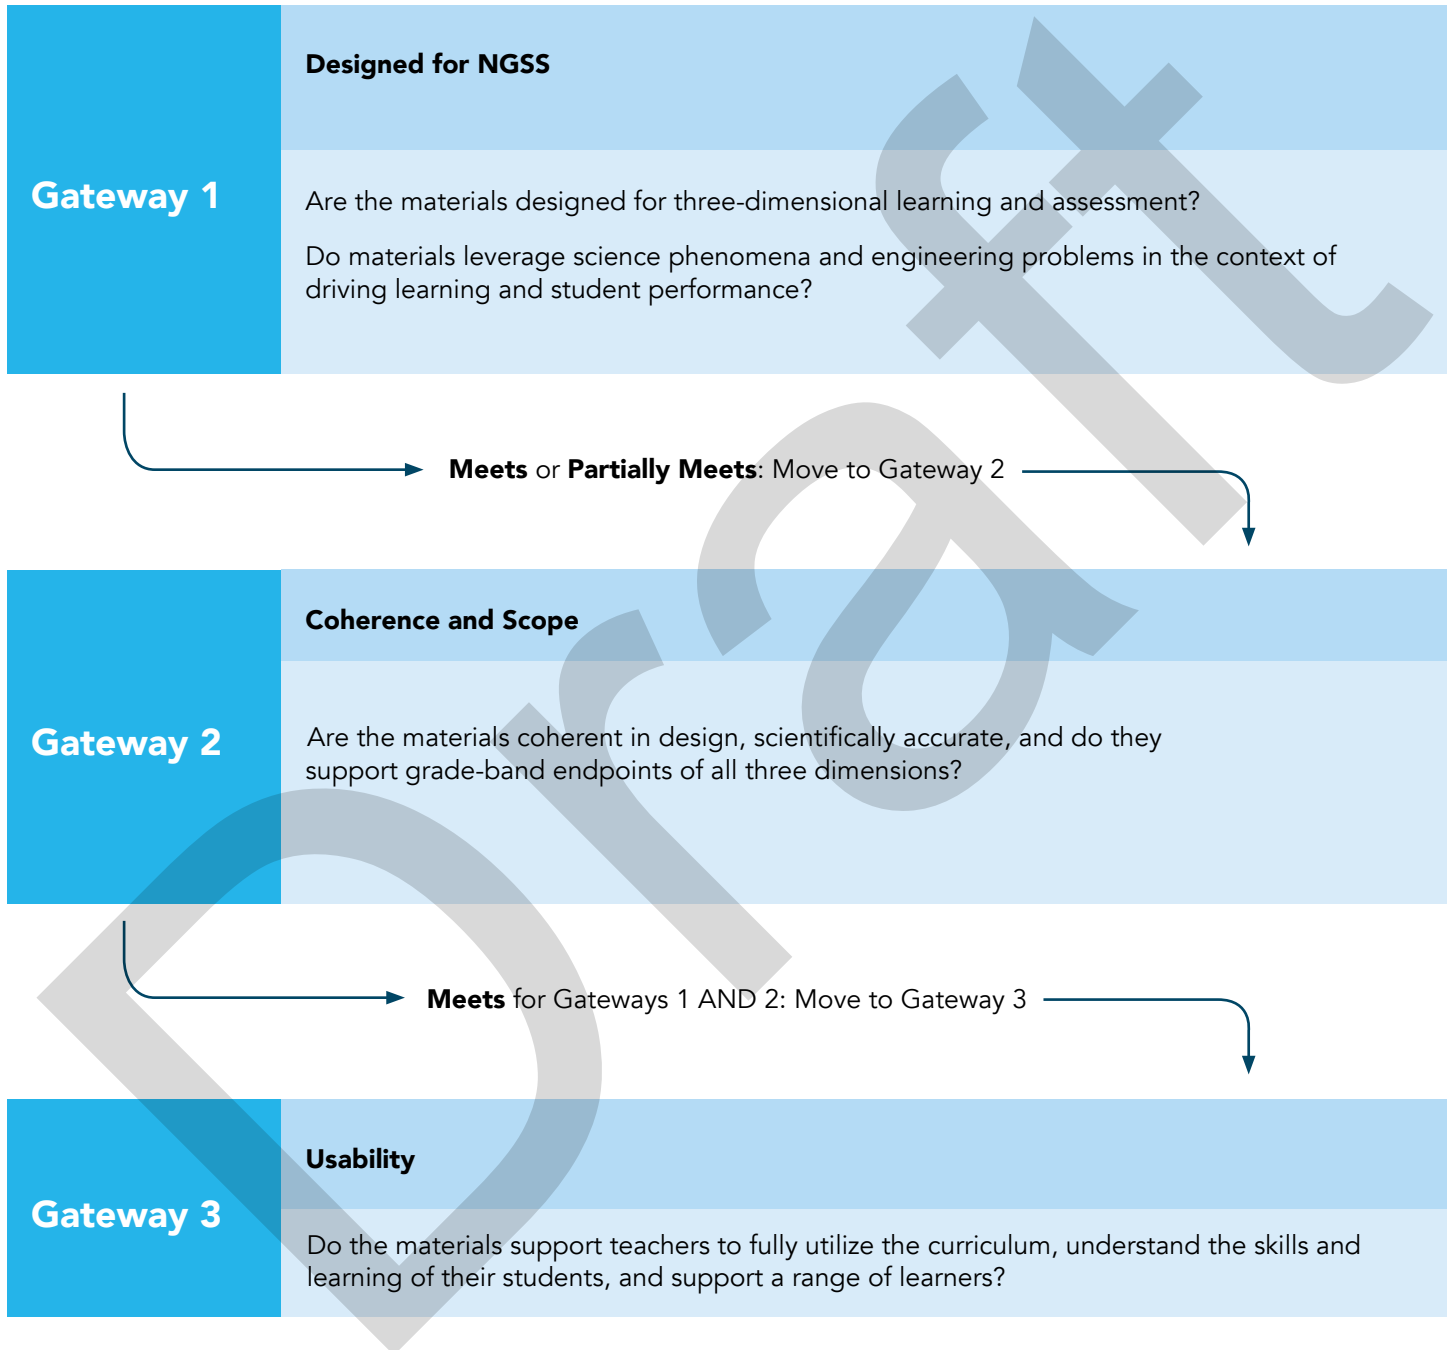 Designed for NGSS
Gateway 1
Are the materials designed for three-dimensional learning and assessment?
Do materials leverage science phenomena and engineering problems in the context of
driving learning and student performance?
Meets or Partially Meets: Move to Gateway 2
Coherence and Scope
Gateway 2
Are the materials coherent in design, scientifically accurate, and do they
support grade-band endpoints of all three dimensions?
Meets for Gateways 1 AND 2: Move to Gateway 3
Usability
Gateway 3
Do the materials support teachers to fully utilize the curriculum, understand the skills and
learning of their students, and support a range of learners?
Draft